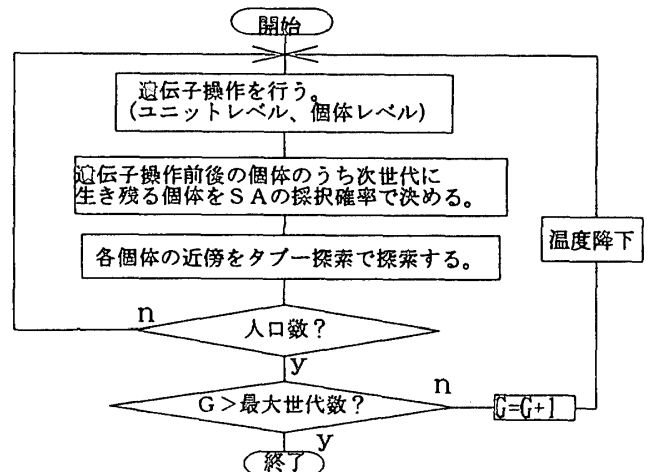 開始
遺伝子操作を行う。
(ユニットレベル、個体レベル)
遺伝子操作前後の個体のうち次世代に
生き残る個体をSAの採択確率で決める。
各個体の近傍をタブー探索で探索する。
温度降下
n
人口数?
y
G>最大世代数?
n
G=G+1
y
終了